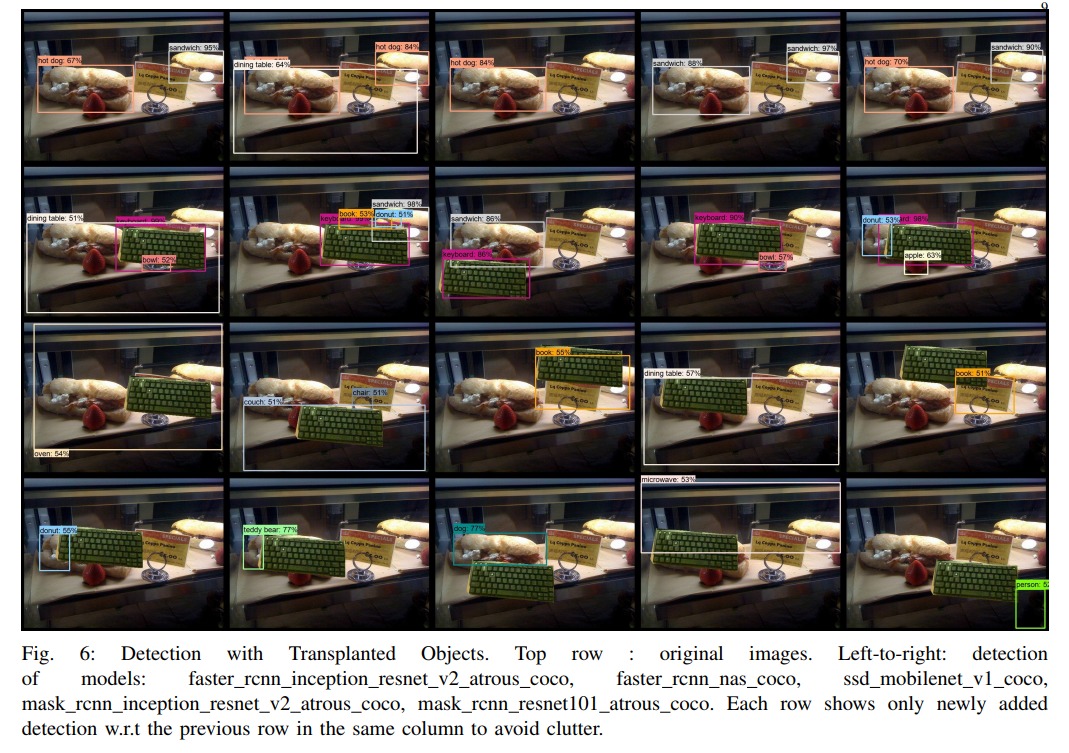 9
sandwich: 95%
hot dog: 67%
hot dog: 84%
dining table: 64%
hot dog: 84%
sandwich: 97%
sandwich: 88%
sandwich: 90%
hot dog: 70%
dining table: 51%
bowl: 52%
sandwich: 98%
book: 53%
donut: 51%
sandwich: 86%
keyboard: 86%
keyboard: 90%
bowl: 57%
donut: 53%
98%
apple: 63%
oven: 54%
chair: 51%
couch: 51%
book: 55%
dining table: 57%
book: 51%
donut: 55%
teddy bear: 77%
dog: 77%
microwave: 53%
person: 52
Fig. 6: Detection with Transplanted Objects. Top row : original images. Left-to-right: detection
of models: faster_rcnn_inception_resnet_v2_atrous_coco, faster_rcnn_nas_coco, ssd_mobilenet_v1_coco,
mask_rcnn_inception_resnet_v2_atrous_coco, mask_rcnn_resnet101_atrous_coco. Each row shows only newly added
detection w.r.t the previous row in the same column to avoid clutter.